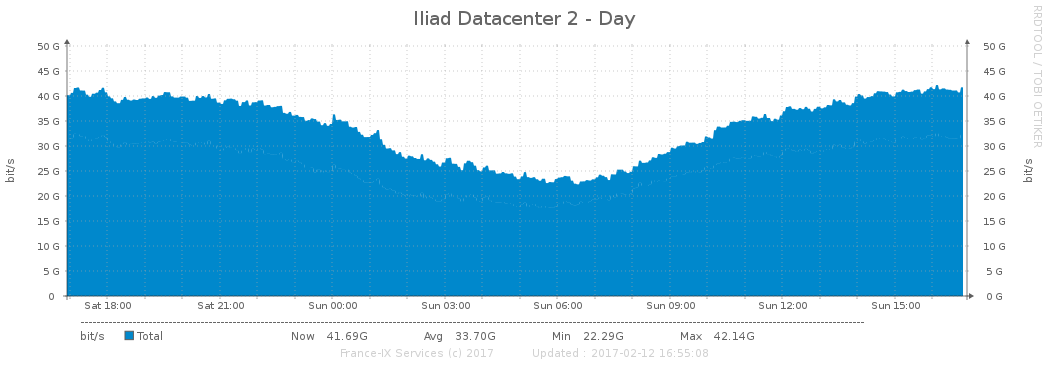 Iliad Datacenter 2 - Day
RRDTOOL / TOBI OETIKER
50 G 50 G
45 G 45 G
40 G 40 G
35 G 35 G
30 G 30 G
25 G 25 G
20 G 20 G
15 G 15 G
10 G 10 G
5 G 5 G
0 0 G
bit/s bit/s
Sat 18:00 Sat 21:00 Sun 00:00 Sun 03:00 Sun 06:00 Sun 09:00 Sun 12:00 Sun 15:00
bit/s Total Now 41.69G Avg 33.70G Min 22.29G Max 42.14G
France-IX Services (c) 2017 Updated : 2017-02-12 16:55:08